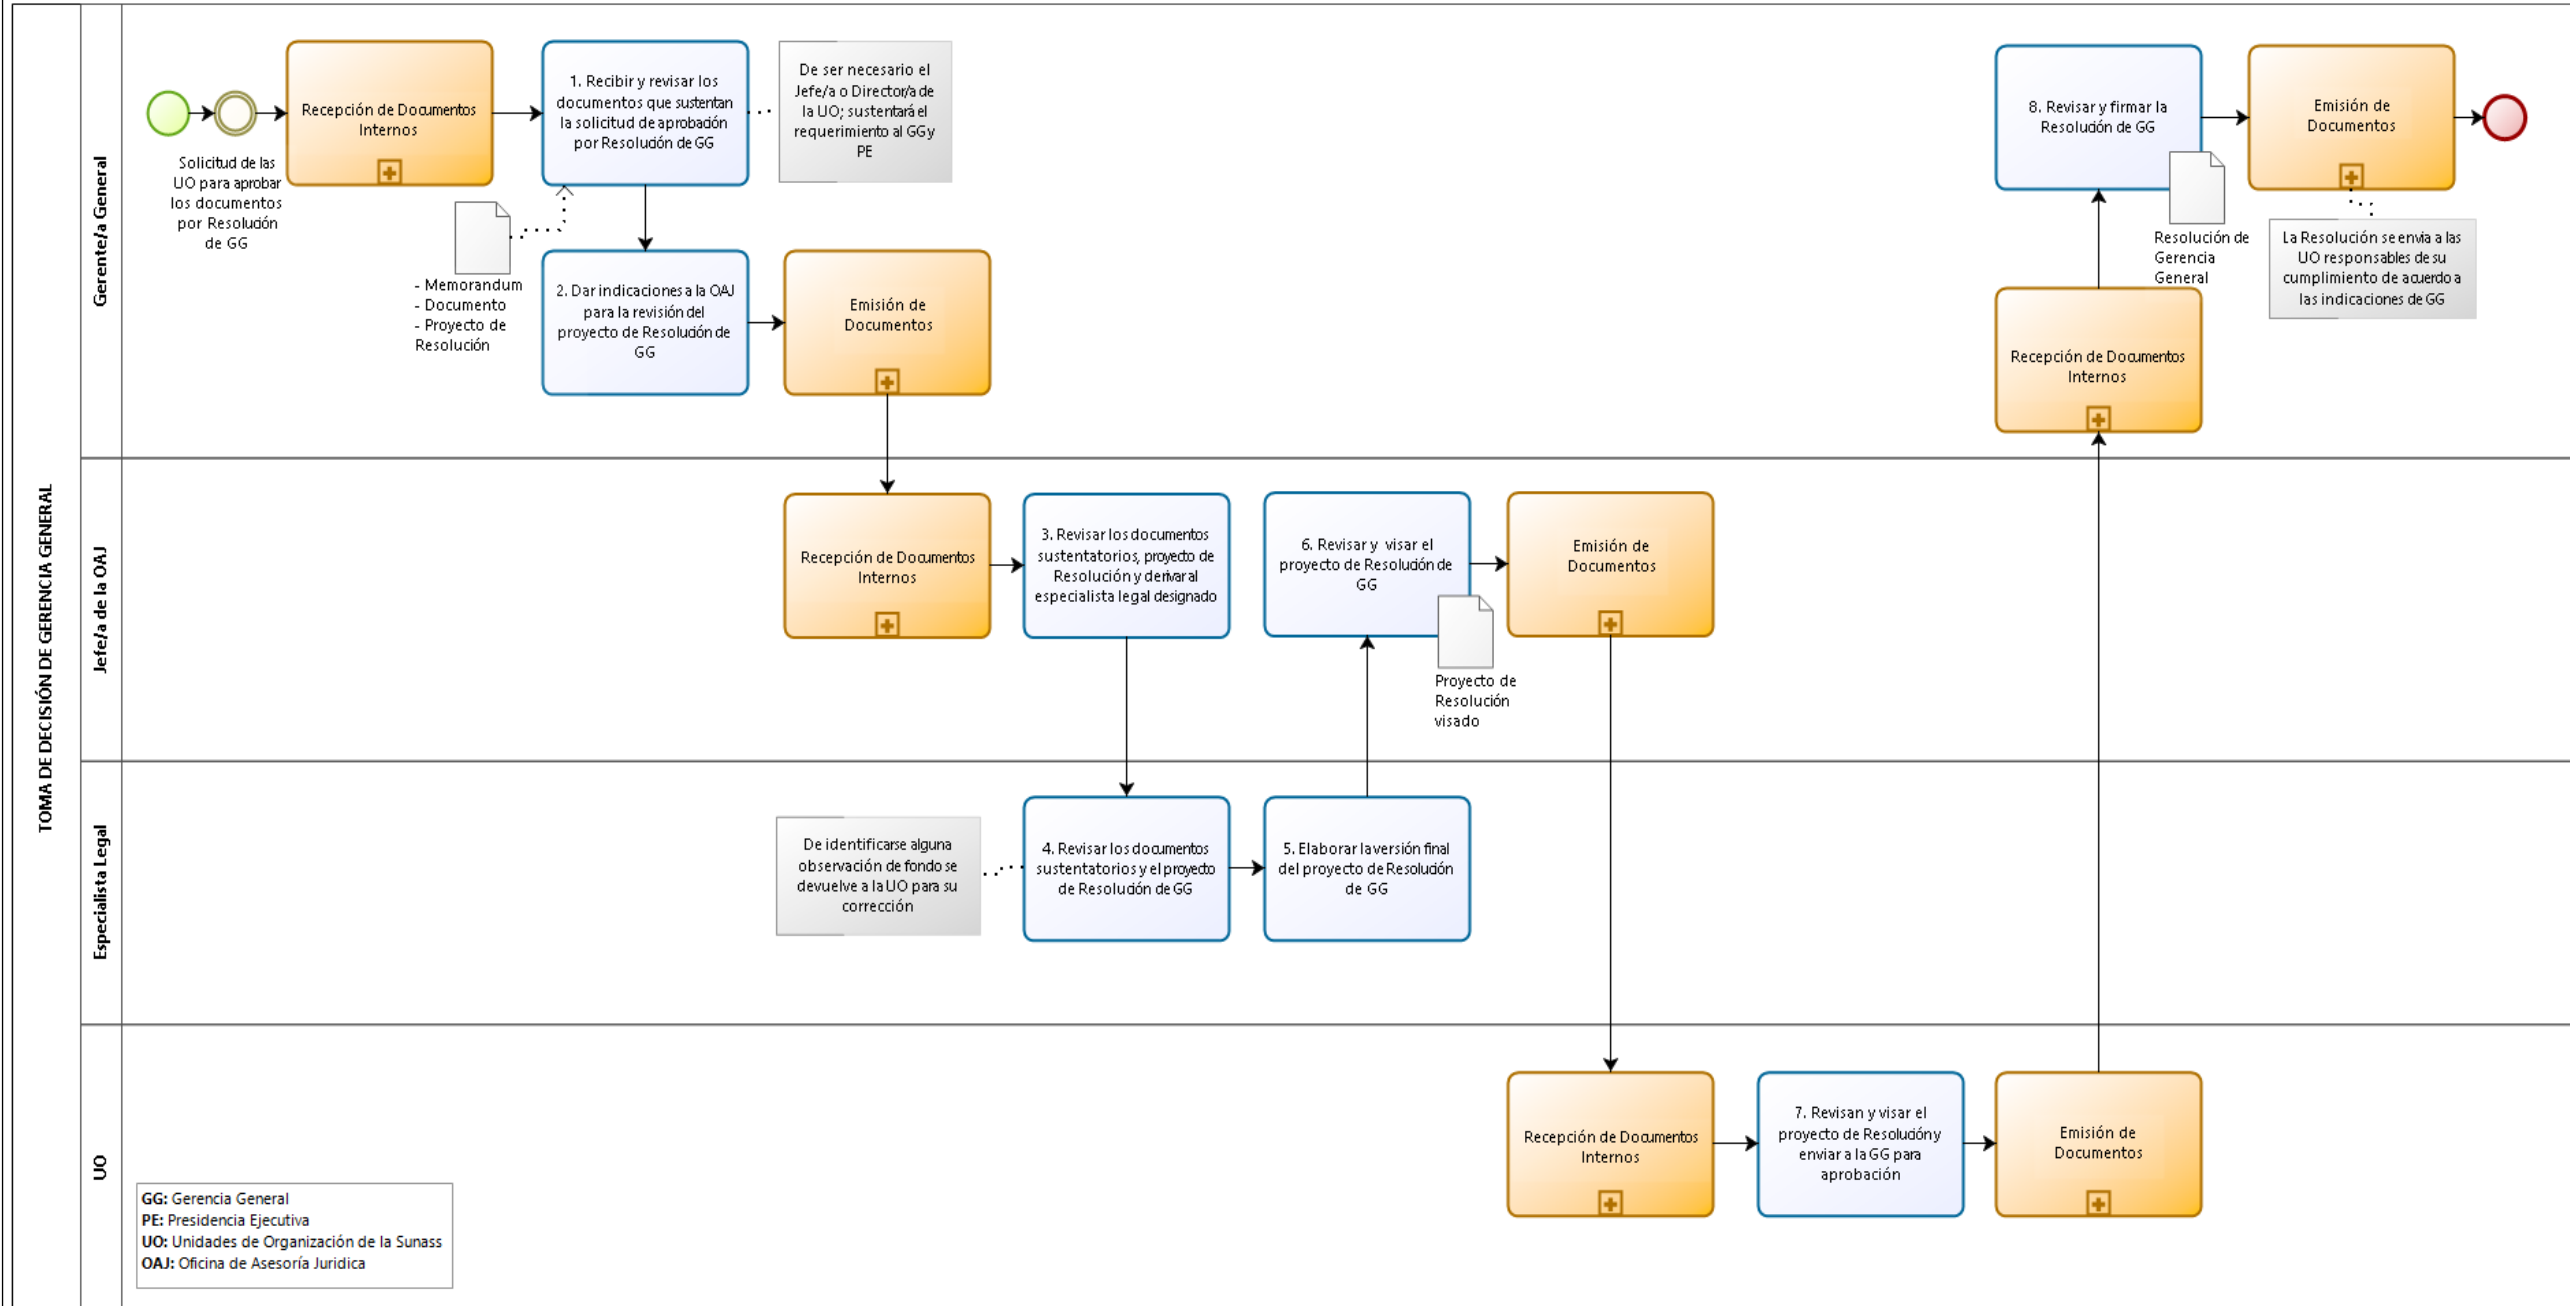 TOMA DE DECISIÓN DE GERENCIA GENERAL
Gerente/a General
Solicitud de las
UO para aprobar
los documentos
por Resolución
de GG
Recepción de Documentos
Internos
1. Recibir y revisar los
documentos que sustentan
la solicitud de aprobación
por Resolución de GG
De ser necesario el
Jefe/a o Director/a de
la UO; sustentará el
requerimiento al GG y
PE
- Memorandum
- Documento
- Proyecto de
Resolución
2. Dar indicaciones a la OAJ
para la revisión del
proyecto de Resolución de
GG
Emisión de
Documentos
8. Revisar y firmar la
Resolución de GG
Resolución de
Gerencia
General
Emisión de
Documentos
La Resolución se envia a las
UO responsables de su
cumplimiento de acuerdo a
las indicaciones de GG
Recepción de Documentos
Internos
Jefe/a de la OAJ
Recepción de Documentos
Internos
3. Revisar los documentos
sustentatorios, proyecto de
Resolución y derivar al
especialista legal designado
6. Revisar y visar el
proyecto de Resolución de
GG
Proyecto de
Resolución
visado
Emisión de
Documentos
Especialista Legal
De identificarse alguna
observación de fondo se
devuelve a la UO para su
corrección
4. Revisar los documentos
sustentatorios y el proyecto
de Resolución de GG
5. Elaborar la versión final
del proyecto de Resolución
de GG
UO
Recepción de Documentos
Internos
7. Revisan y visar el
proyecto de Resolución y
enviar a la GG para
aprobación
Emisión de
Documentos
GG: Gerencia General
PE: Presidencia Ejecutiva
UO: Unidades de Organización de la Sunass
OAJ: Oficina de Asesoría Juridica